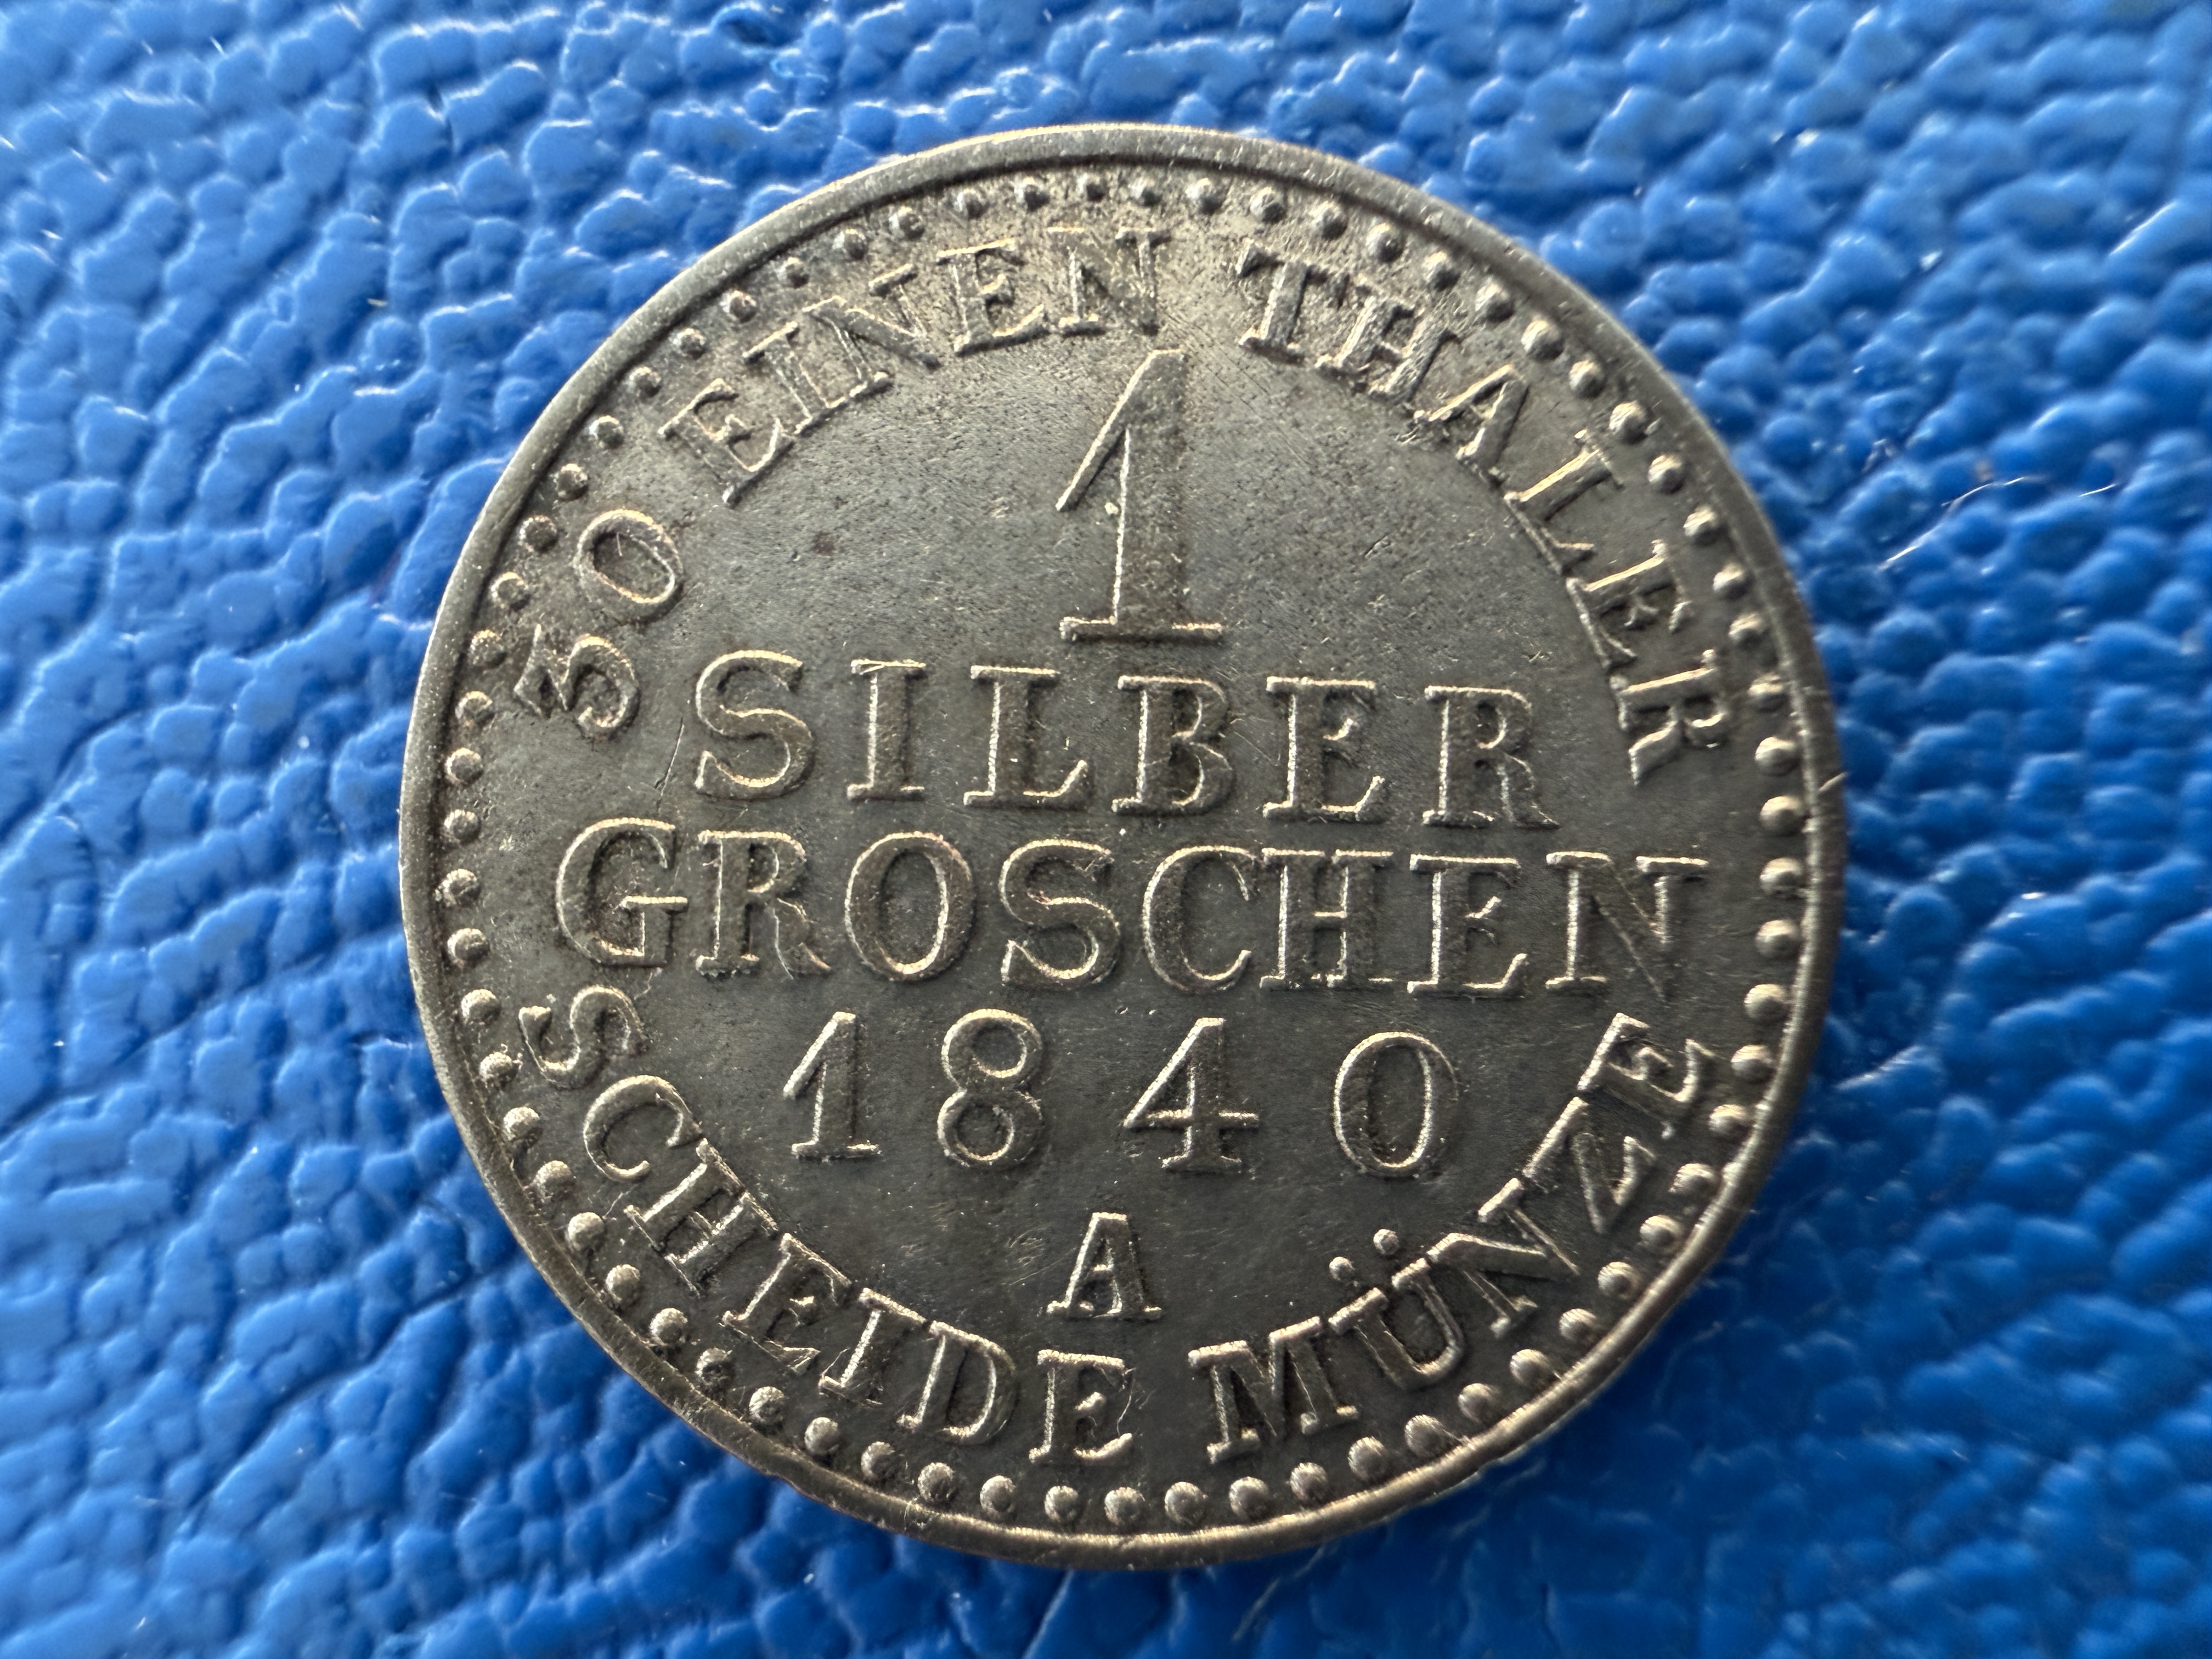 30 EINEN THALER
1
SILBER
GROSCHEN
1840
A
SCHEIDE MÜNZE